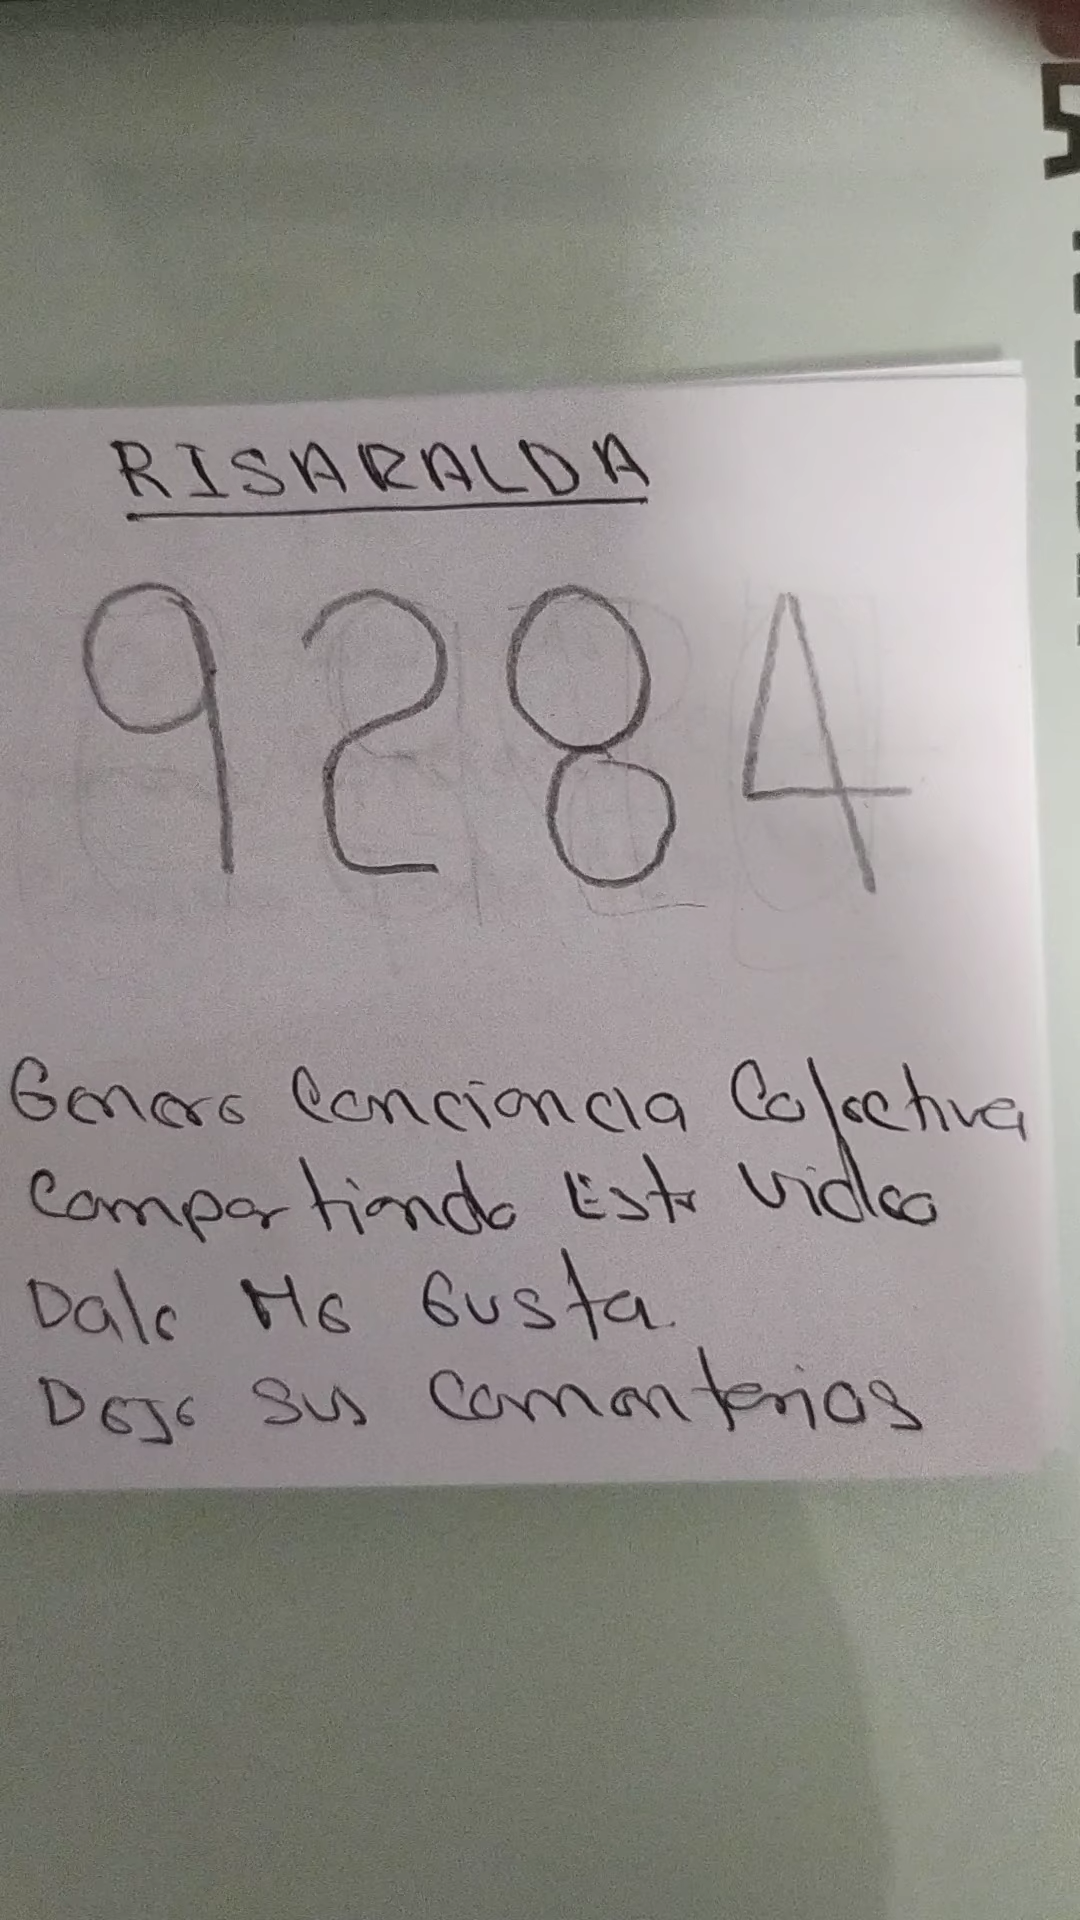 RISARALDA
9284
Genere Conciencia Colectiva
Compartiendo Este video
Dale Me Gusta.
Deje sus comentarios